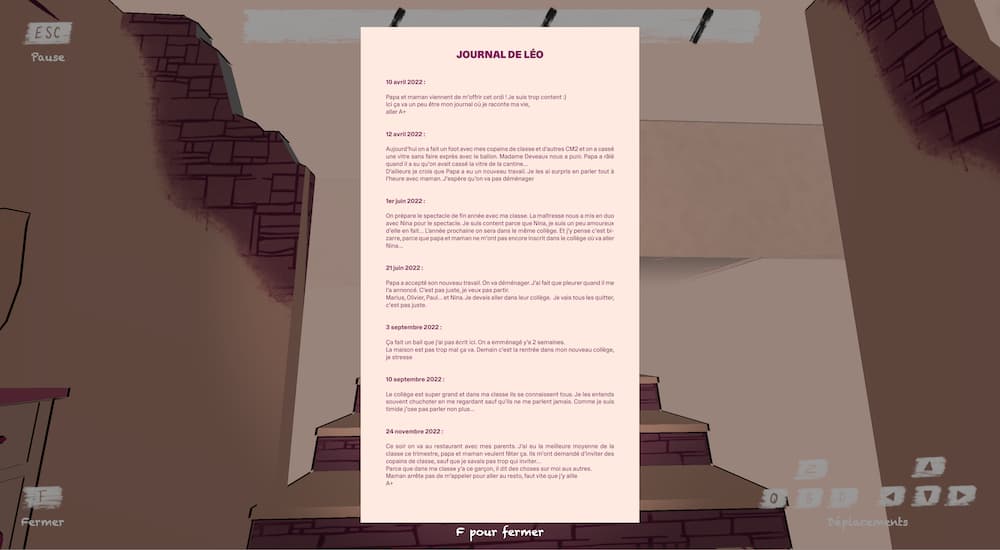 ESC
Pause
JOURNAL DE LÉO
10 avril 2022 :
Papa et maman viennent de m'offrir cet ordi ! Je suis trop content :)
Ici ça va un peu être mon journal où je raconte ma vie,
aller A+
12 avril 2022 :
Aujourd'hui on a fait un foot avec mes copains de classe et d'autres CM2 et on a cassé
une vitre sans faire exprès avec le ballon. Madame Deveaux nous a puni. Papa a râlé
quand il a su qu'on avait cassé la vitre de la cantine...
D'ailleurs je crois que Papa a eu un nouveau travail. Je les ai surpris en parler tout à
l'heure avec maman. J'espère qu'on va pas déménager
1er juin 2022 :
On prépare le spectacle de fin année avec ma classe. La maîtresse nous a mis en duo
avec Nina pour le spectacle. Je suis content parce que Nina, je suis un peu amoureux
d'elle en fait... L'année prochaine on sera dans le même collège. Et j'y pense c'est bi-
zarre, parce que papa et maman ne m'ont pas encore inscrit dans le collège où va aller
Nina...
21 juin 2022 :
Papa a accepté son nouveau travail. On va déménager. J'ai fait que pleurer quand il me
l'a annoncé. C'est pas juste, je veux pas partir.
Marius, Olivier, Paul... et Nina. Je devais aller dans leur collège. Je vais tous les quitter,
c'est pas juste.
3 septembre 2022 :
Ça fait un bail que j'ai pas écrit ici. On a emménagé y'a 2 semaines.
La maison est pas trop mal ça va. Demain c'est la rentrée dans mon nouveau collège,
je stresse
10 septembre 2022 :
Le collège est super grand et dans ma classe ils se connaissent tous. Je les entends
souvent chuchoter en me regardant sauf qu'ils ne me parlent jamais. Comme je suis
timide j'ose pas parler non plus...
24 novembre 2022 :
Ce soir on va au restaurant avec mes parents. J'ai eu la meilleure moyenne de la
classe ce trimestre, papa et maman veulent fêter ça. Ils m'ont demandé d'inviter des
copains de classe, sauf que je savais pas trop qui inviter...
Parce que dans ma classe y'a ce garçon, il dit des choses sur moi aux autres.
Maman arrête pas de m'appeler pour aller au resto, faut vite que j'y aille
A+
F
Fermer
F pour fermer
Z
Q
S
D
Déplacements